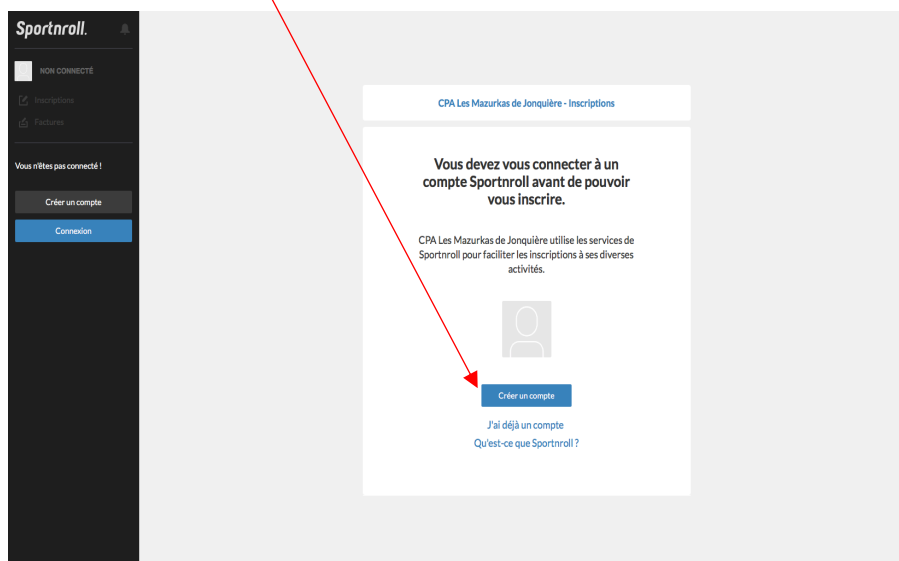 Sportnroll.
NON CONNECTÉ
Inscriptions
Factures
Vous n'êtes pas connecté !
Créer un compte
Connexion
CPA Les Mazurkas de Jonquière - Inscriptions
Vous devez vous connecter à un
compte Sportnroll avant de pouvoir
vous inscrire.
CPA Les Mazurkas de Jonquière utilise les services de
Sportnroll pour faciliter les inscriptions à ses diverses
activités.
Créer un compte
J'ai déjà un compte
Qu'est-ce que Sportnroll ?